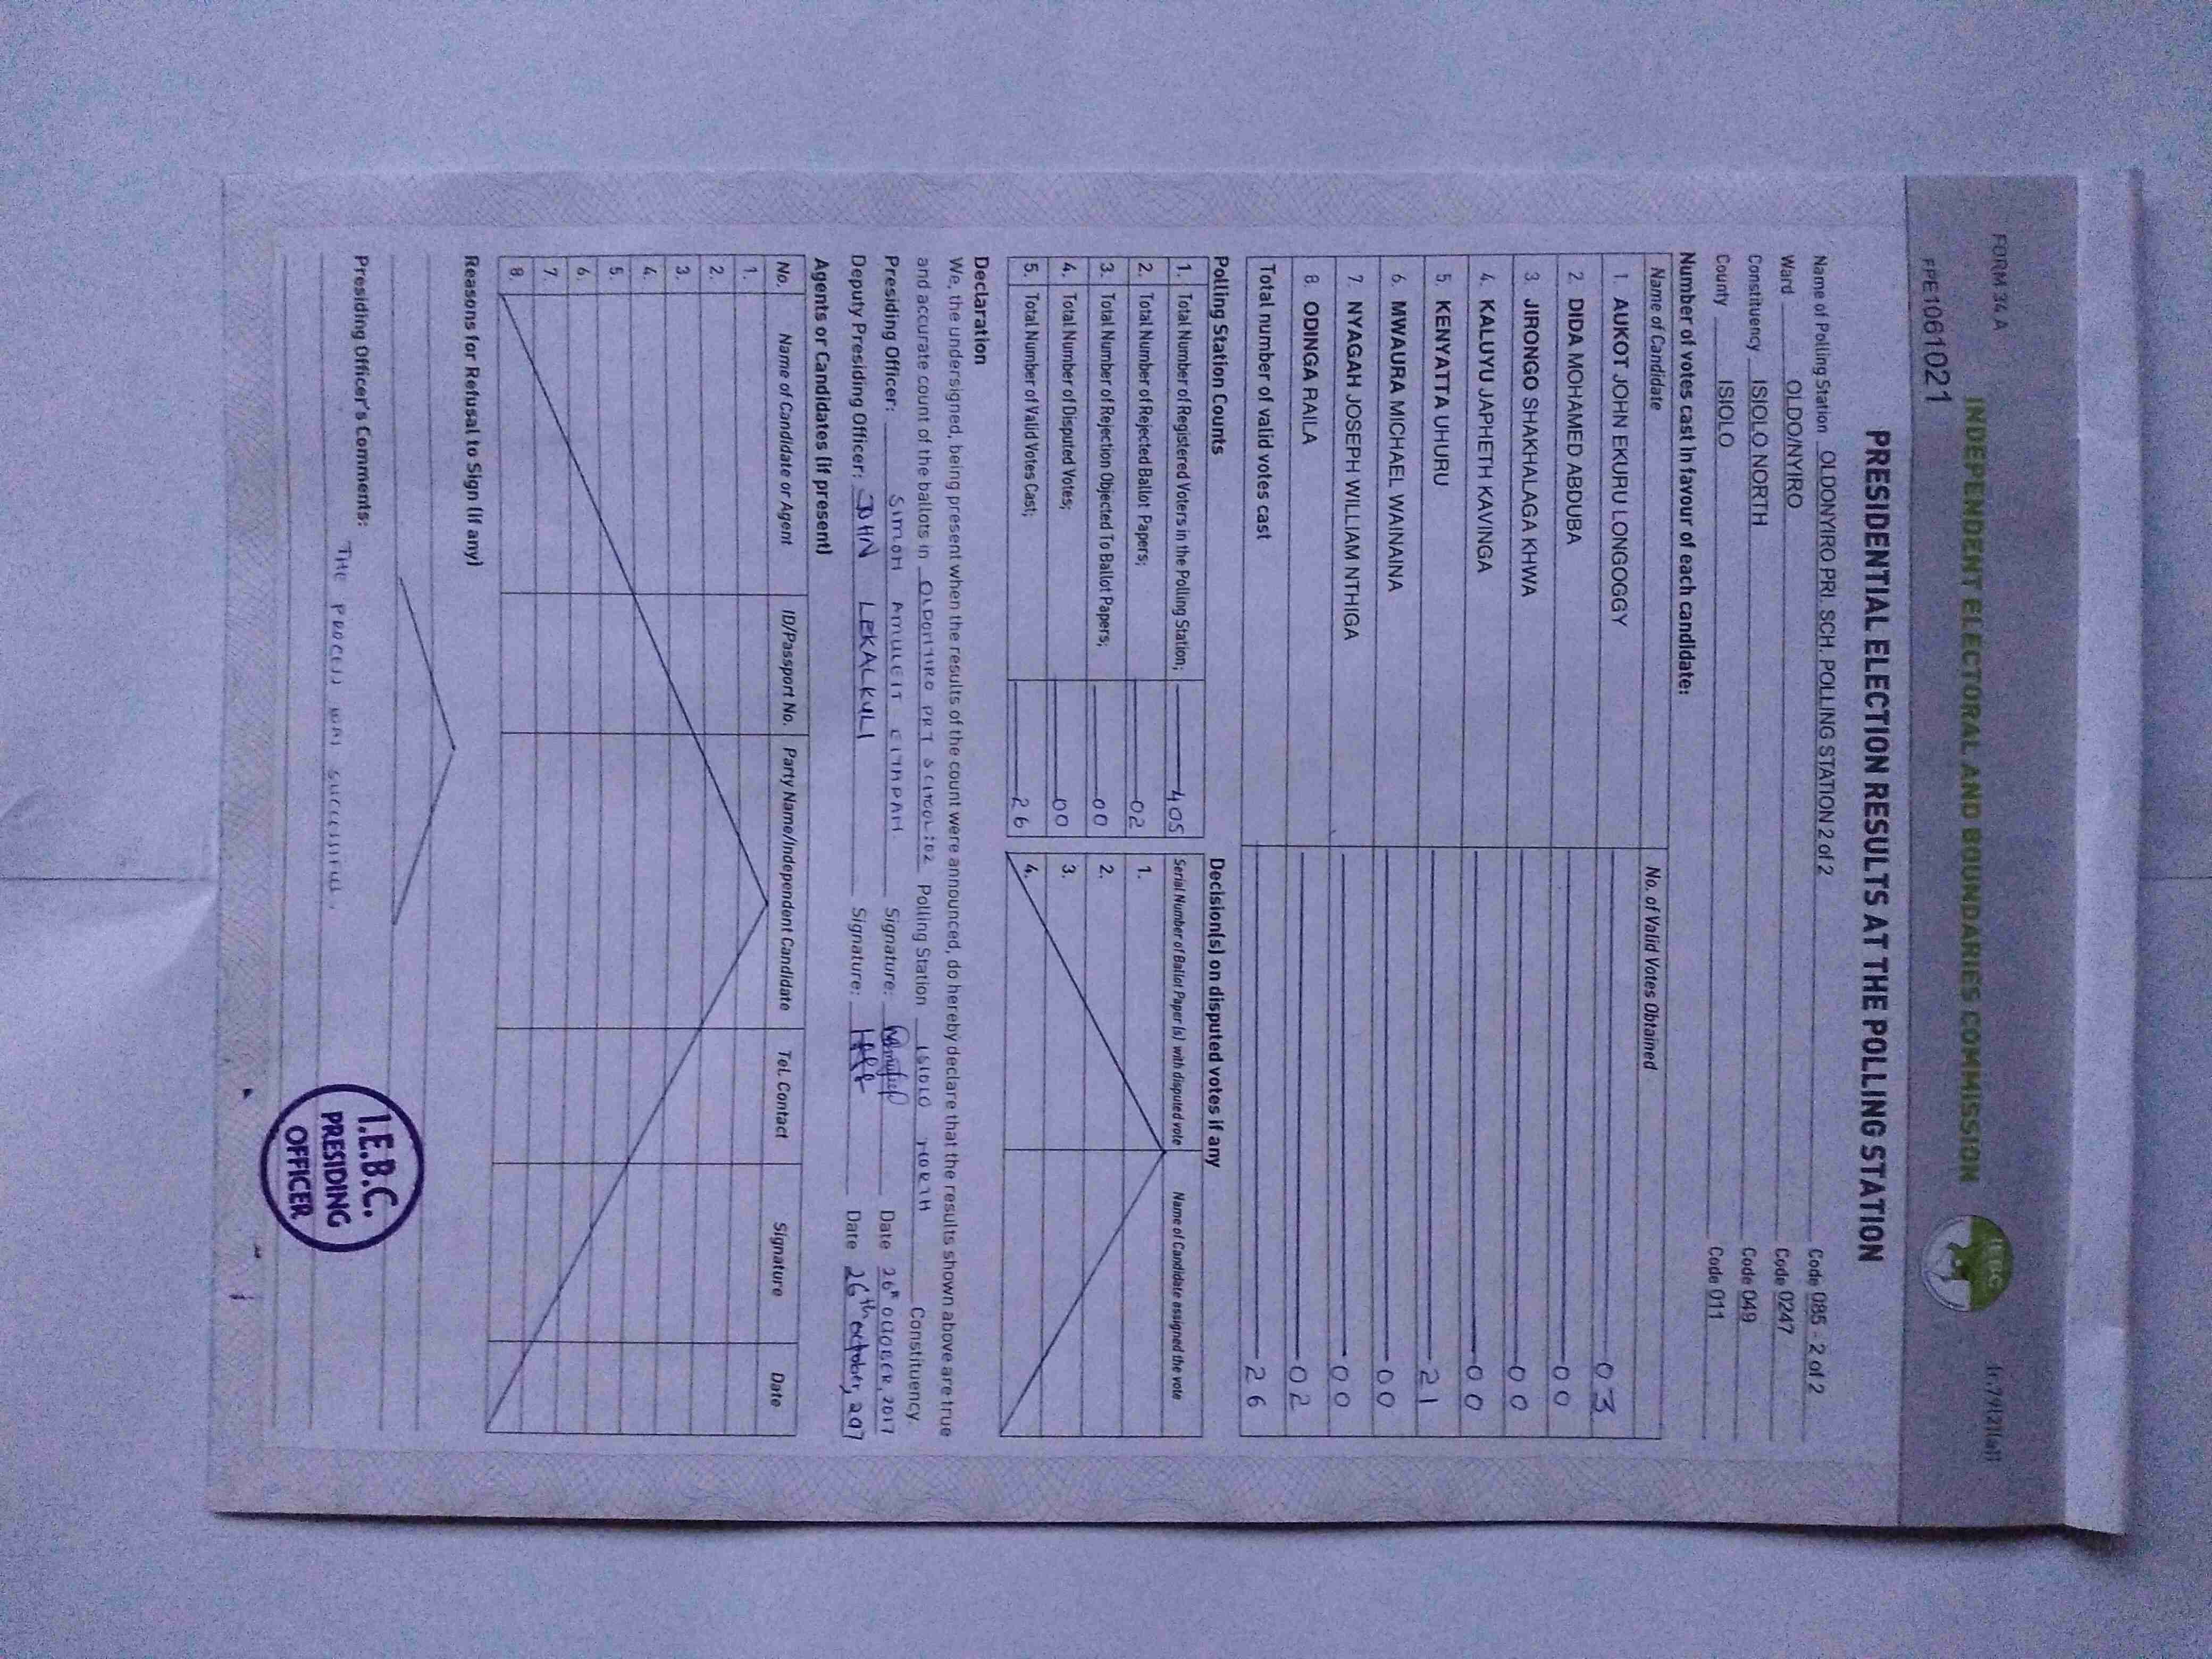 FORM 34 A
INDEPENDENT ELECTORAL AND BOUNDARIES COMMISSION
IEBC
(r.79(2)(a))
FPE1061021
PRESIDENTIAL ELECTION RESULTS AT THE POLLING STATION
Name of Polling Station OLDONYIRO PRI. SCH. POLLING STATION 2 of 2 Code 085 - 2 of 2
Ward OLDO/NYIRO Code 0247
Constituency ISIOLO NORTH Code 049
County ISIOLO Code 011
Number of votes cast in favour of each candidate:
Name of Candidate No. of Valid Votes Obtained
1. AUKOT JOHN EKURU LONGOGGY 03
2. DIDA MOHAMED ABDUBA 00
3. JIRONGO SHAKHALAGA KHWA 00
4. KALUYU JAPHETH KAVINGA 00
5. KENYATTA UHURU 21
6. MWAURA MICHAEL WAINAINA 00
7. NYAGAH JOSEPH WILLIAM NTHIGA 00
8. ODINGA RAILA 02
Total number of valid votes cast 26
Polling Station Counts
1. Total Number of Registered Voters in the Polling Station; 405
2. Total Number of Rejected Ballot Papers; 02
3. Total Number of Rejection Objected To Ballot Papers; 00
4. Total Number of Disputed Votes; 00
5. Total Number of Valid Votes Cast; 26
Decision(s) on disputed votes if any
Serial Number of Ballot Paper(s) with disputed vote Name of Candidate assigned the vote
1.
2.
3.
4.
Declaration
We, the undersigned, being present when the results of the count were announced, do hereby declare that the results shown above are true
and accurate count of the ballots in OLDONYIRO PRI SCHOOL Polling Station ISIOLO NORTH Constituency.
Presiding Officer: SIMON Signature: Date 26th OCTOBER, 2017
Deputy Presiding Officer: JOHN LEKALKULI Signature: Date 26th october, 2017
Agents or Candidates (if present)
No. Name of Candidate or Agent ID/Passport No. Party Name/Independent Candidate Tel. Contact Signature Date
1.
2.
3.
4.
5.
6.
7.
8.
Reasons for Refusal to Sign (if any)
Presiding Officer's Comments:
THE PROCESS WAS SUCCESSFUL.
I.E.B.C.
PRESIDING
OFFICER